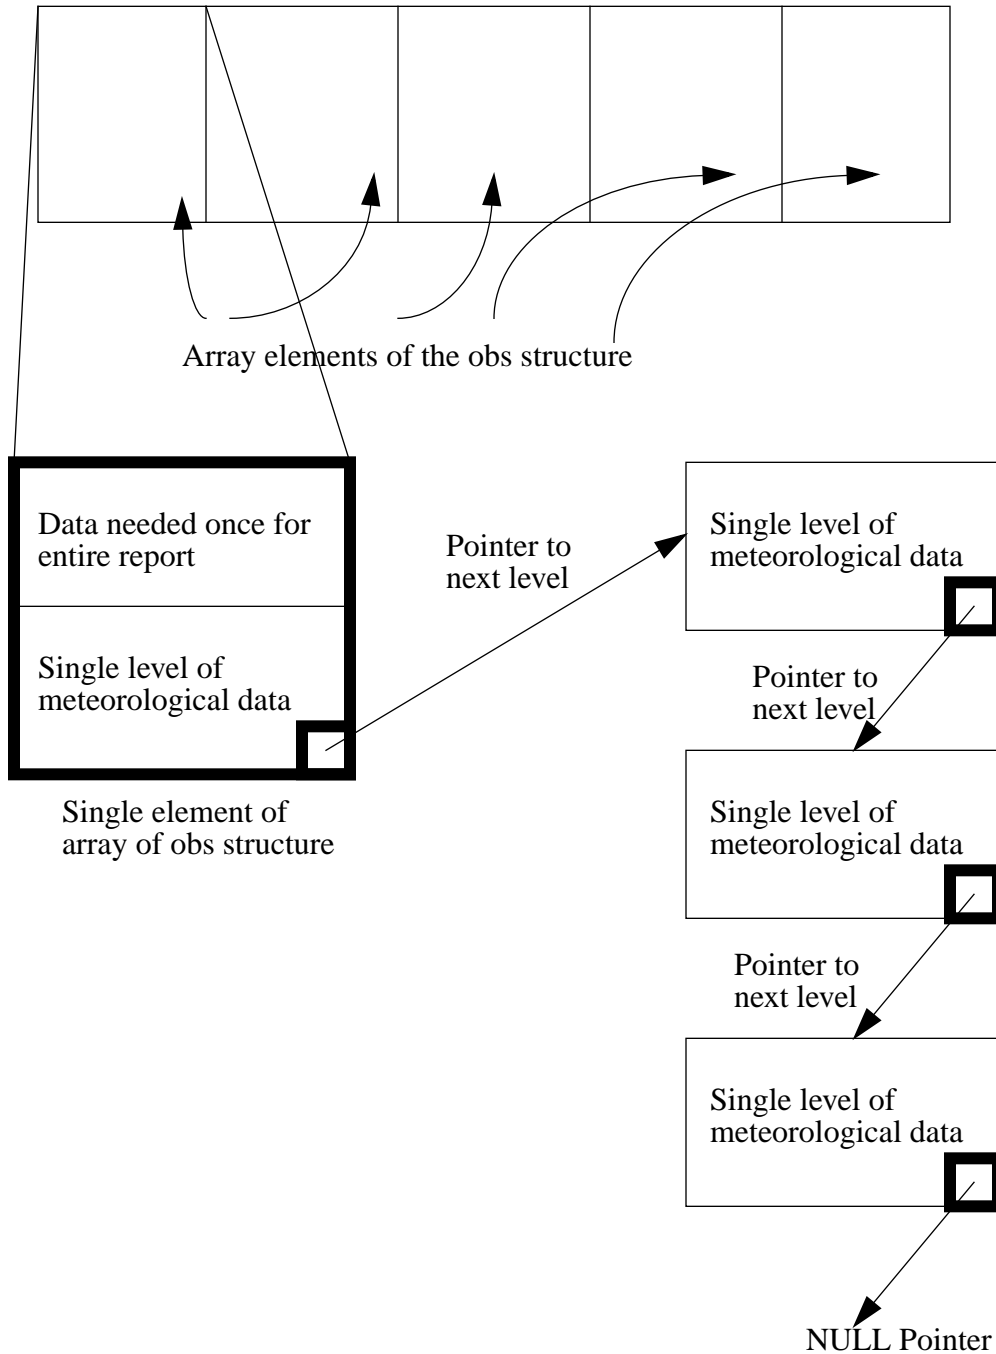 Array elements of the obs structure
Data needed once for
entire report
Single level of
meteorological data
Single element of
array of obs structure
Pointer to
next level
Single level of
meteorological data
Pointer to
next level
Single level of
meteorological data
Pointer to
next level
Single level of
meteorological data
NULL Pointer